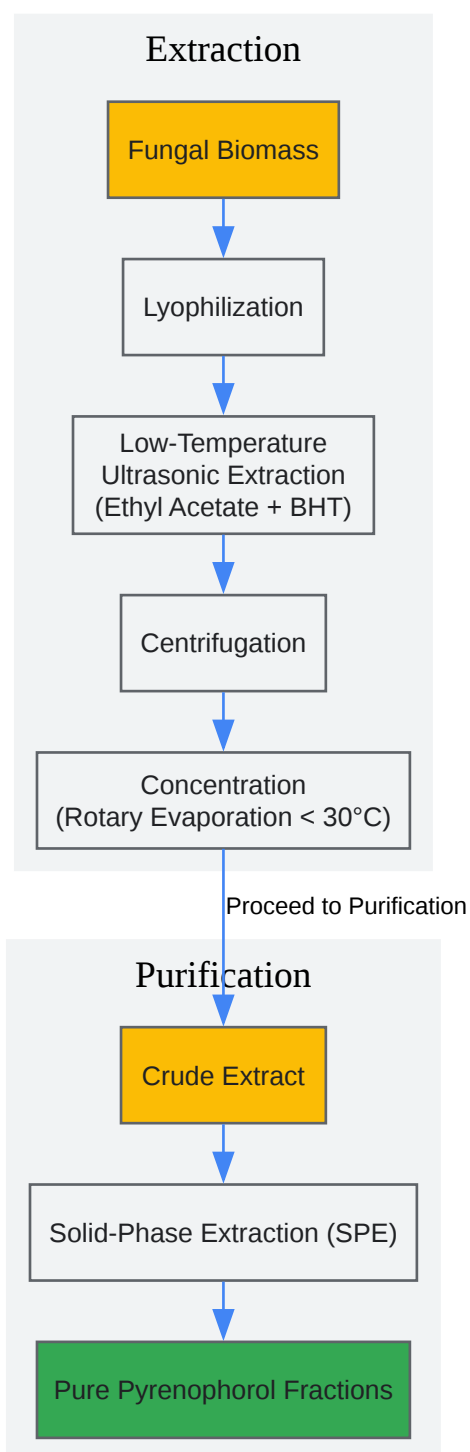 Extraction
Fungal Biomass
Lyophilization
Low-Temperature
Ultrasonic Extraction
(Ethyl Acetate + BHT)
Centrifugation
Concentration
(Rotary Evaporation < 30°C)
Proceed to Purification
Purification
Crude Extract
Solid-Phase Extraction (SPE)
Pure Pyrenophorol Fractions